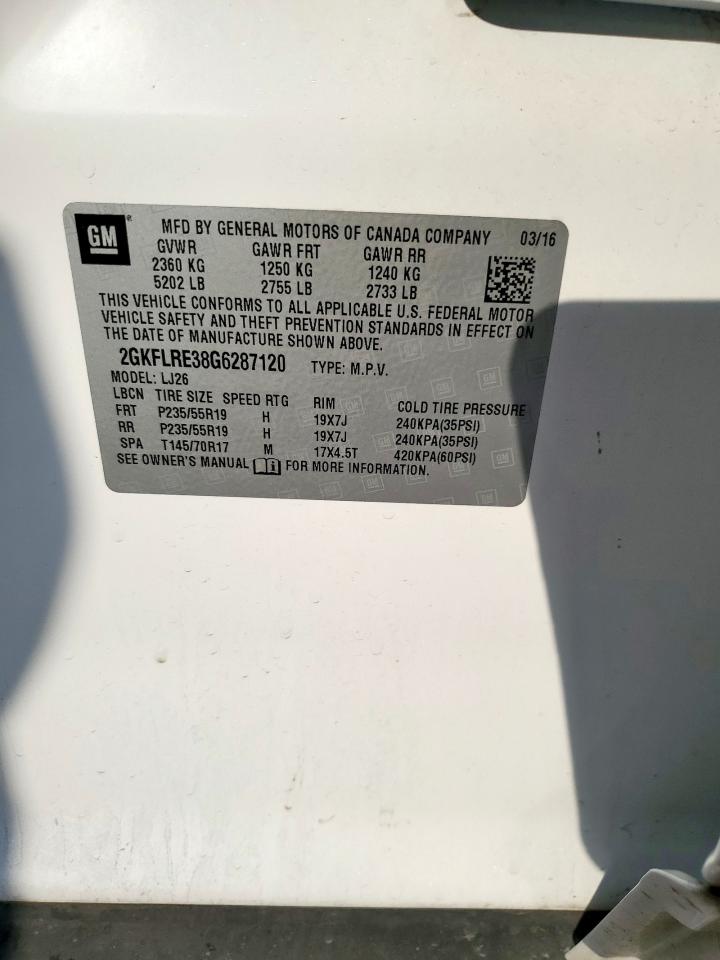 GM ® MFD BY GENERAL MOTORS OF CANADA COMPANY 03/16
GVWR GAWR FRT GAWR RR
2360 KG 1250 KG 1240 KG
5202 LB 2755 LB 2733 LB
THIS VEHICLE CONFORMS TO ALL APPLICABLE U.S. FEDERAL MOTOR
VEHICLE SAFETY AND THEFT PREVENTION STANDARDS IN EFFECT ON
THE DATE OF MANUFACTURE SHOWN ABOVE.
2GKFLRE38G6287120 TYPE: M.P.V.
MODEL: LJ26
LBCN TIRE SIZE SPEED RTG RIM COLD TIRE PRESSURE
FRT P235/55R19 H 19X7J 240KPA(35PSI)
RR P235/55R19 H 19X7J 240KPA(35PSI)
SPA T145/70R17 M 17X4.5T 420KPA(60PSI)
SEE OWNER'S MANUAL FOR MORE INFORMATION.